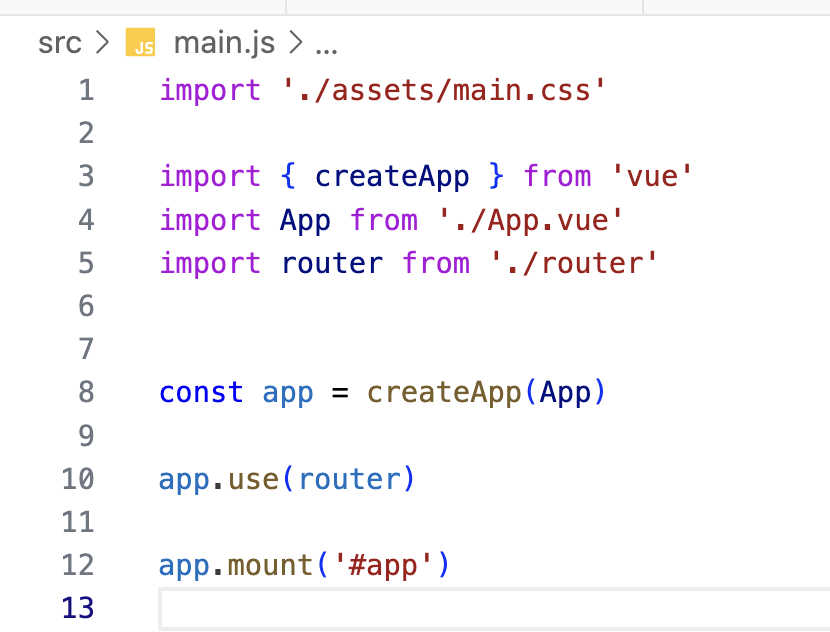 src > JS main.js > ...
1 import './assets/main.css'
2
3 import { createApp } from 'vue'
4 import App from './App.vue'
5 import router from './router'
6
7
8 const app = createApp(App)
9
10 app.use(router)
11
12 app.mount('#app')
13